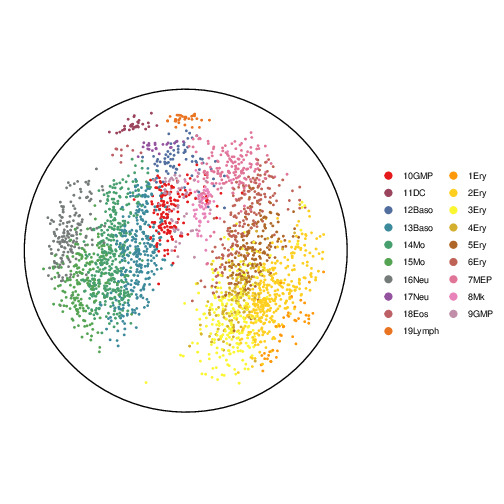 10GMP 1Ery
11DC 2Ery
12Baso 3Ery
13Baso 4Ery
14Mo 5Ery
15Mo 6Ery
16Neu 7MEP
17Neu 8Mk
18Eos 9GMP
19Lymph